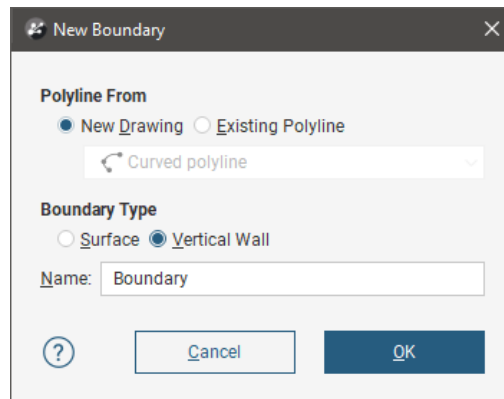 New Boundary
Polyline From
New Drawing Existing Polyline
Curved polyline
Boundary Type
Surface Vertical Wall
Name: Boundary
? Cancel OK